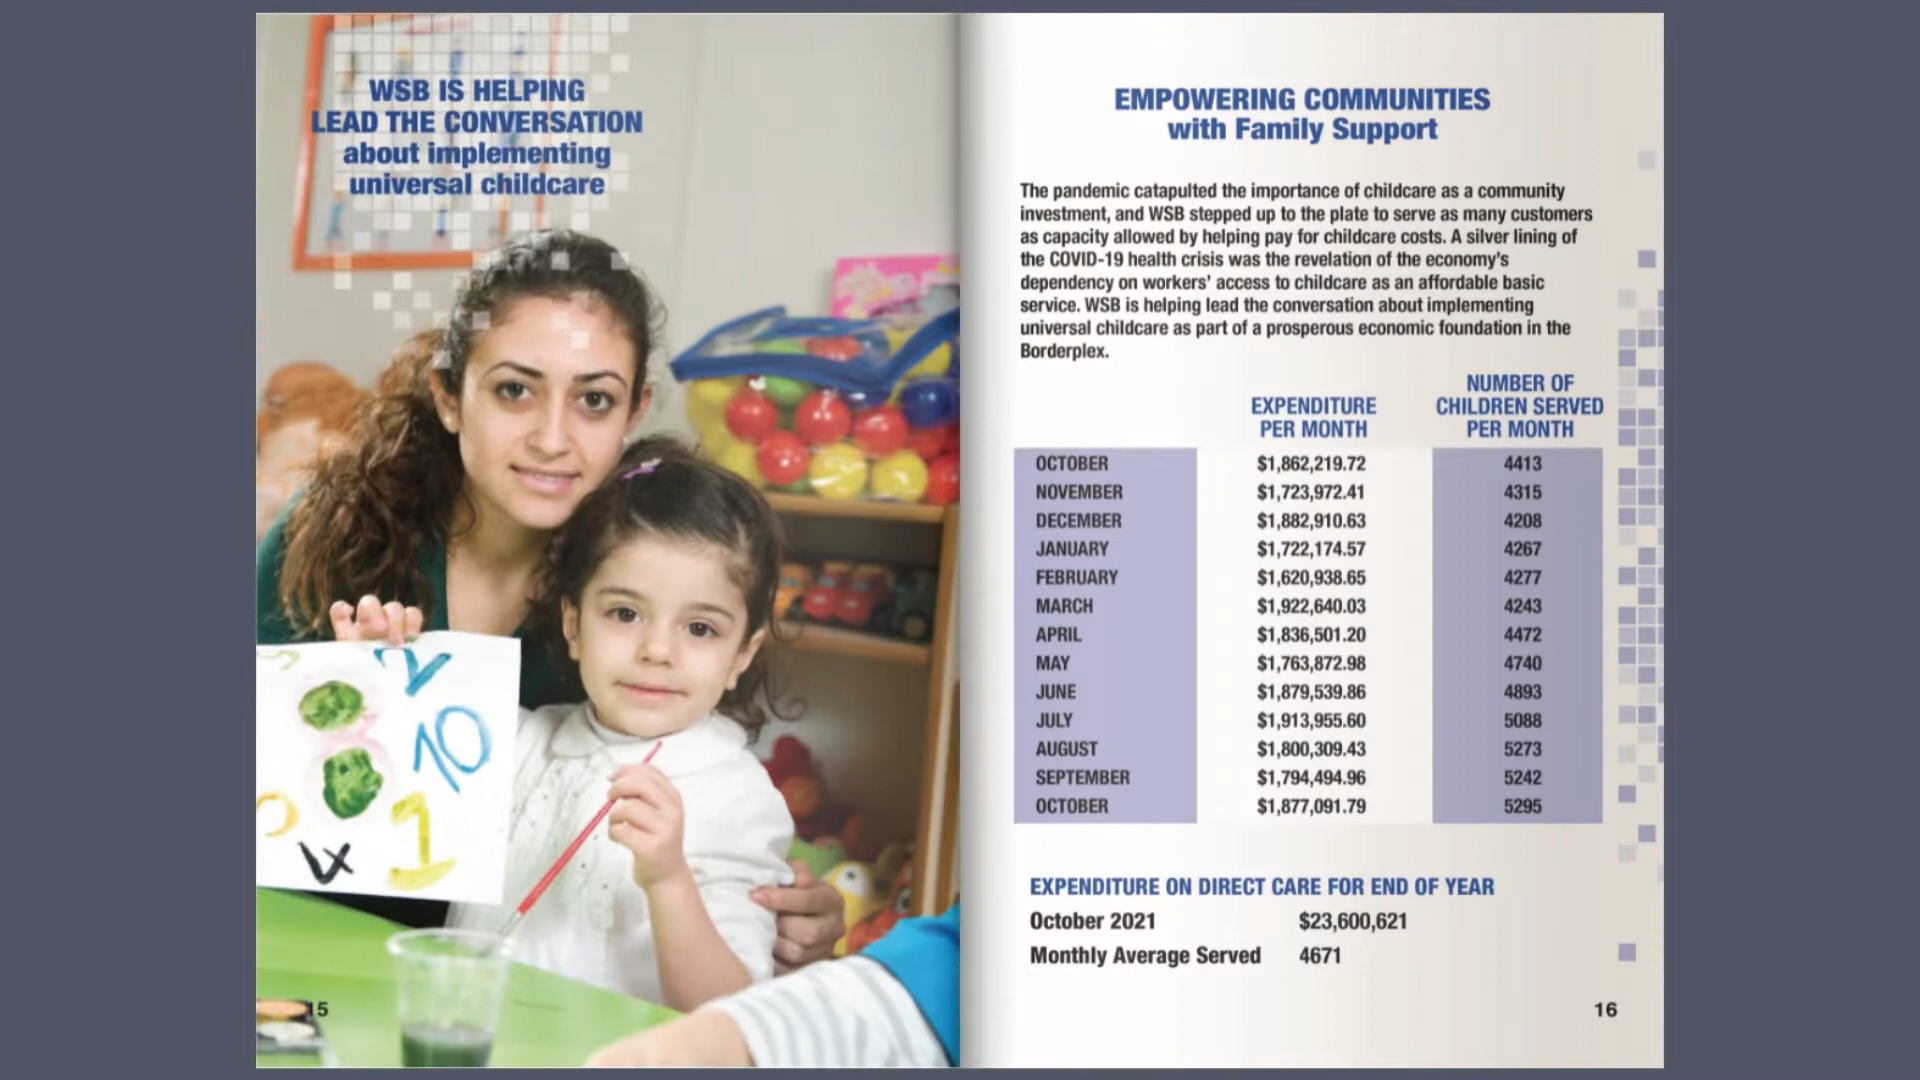 WSB IS HELPING
LEAD THE CONVERSATION
about implementing
universal childcare
2
10
1
4
15
EMPOWERING COMMUNITIES
with Family Support
The pandemic catapulted the importance of childcare as a community
investment, and WSB stepped up to the plate to serve as many customers
as capacity allowed by helping pay for childcare costs. A silver lining of
the COVID-19 health crisis was the revelation of the economy's
dependency on workers' access to childcare as an affordable basic
service. WSB is helping lead the conversation about implementing
universal childcare as part of a prosperous economic foundation in the
Borderplex.
EXPENDITURE
PER MONTH
NUMBER OF
CHILDREN SERVED
PER MONTH
OCTOBER $1,862,219.72 4413
NOVEMBER $1,723,972.41 4315
DECEMBER $1,882,910.63 4208
JANUARY $1,722,174.57 4267
FEBRUARY $1,620,938.65 4277
MARCH $1,922,640.03 4243
APRIL $1,836,501.20 4472
MAY $1,763,872.98 4740
JUNE $1,879,539.86 4893
JULY $1,913,955.60 5088
AUGUST $1,800,309.43 5273
SEPTEMBER $1,794,494.96 5242
OCTOBER $1,877,091.79 5295
EXPENDITURE ON DIRECT CARE FOR END OF YEAR
October 2021 $23,600,621
Monthly Average Served 4671
16